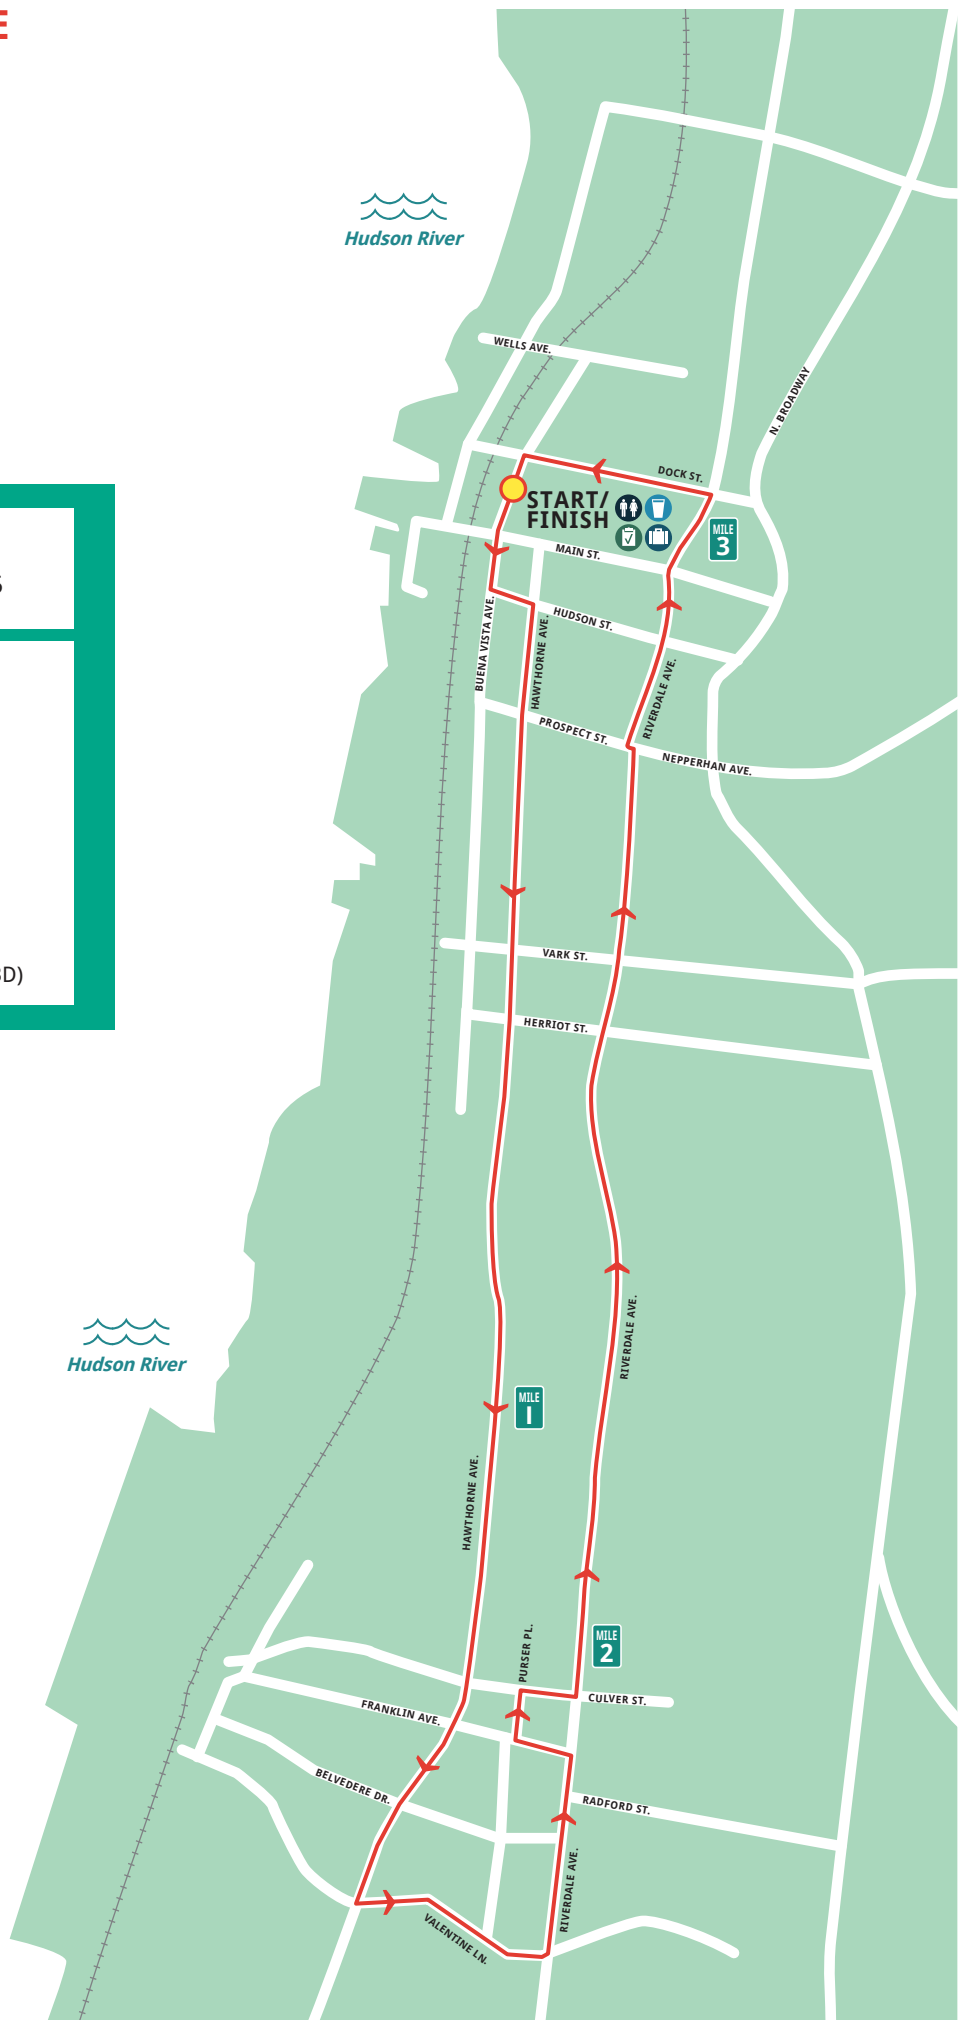 E
Hudson River
WELLS AVE.
N. BROADWAY
DOCK ST.
START/
FINISH
MILE
3
MAIN ST.
BUENA VISTA AVE.
HAWTHORNE AVE.
HUDSON ST.
RIVERDALE AVE.
PROSPECT ST.
NEPPERHAN AVE.
VARK ST.
D)
HERRIOT ST.
Hudson River
RIVERDALE AVE.
MILE
1
HAWTHORNE AVE.
PURSER PL.
MILE
2
CULVER ST.
FRANKLIN AVE.
BELVEDERE DR.
RADFORD ST.
RIVERDALE AVE.
VALENTINE LN.